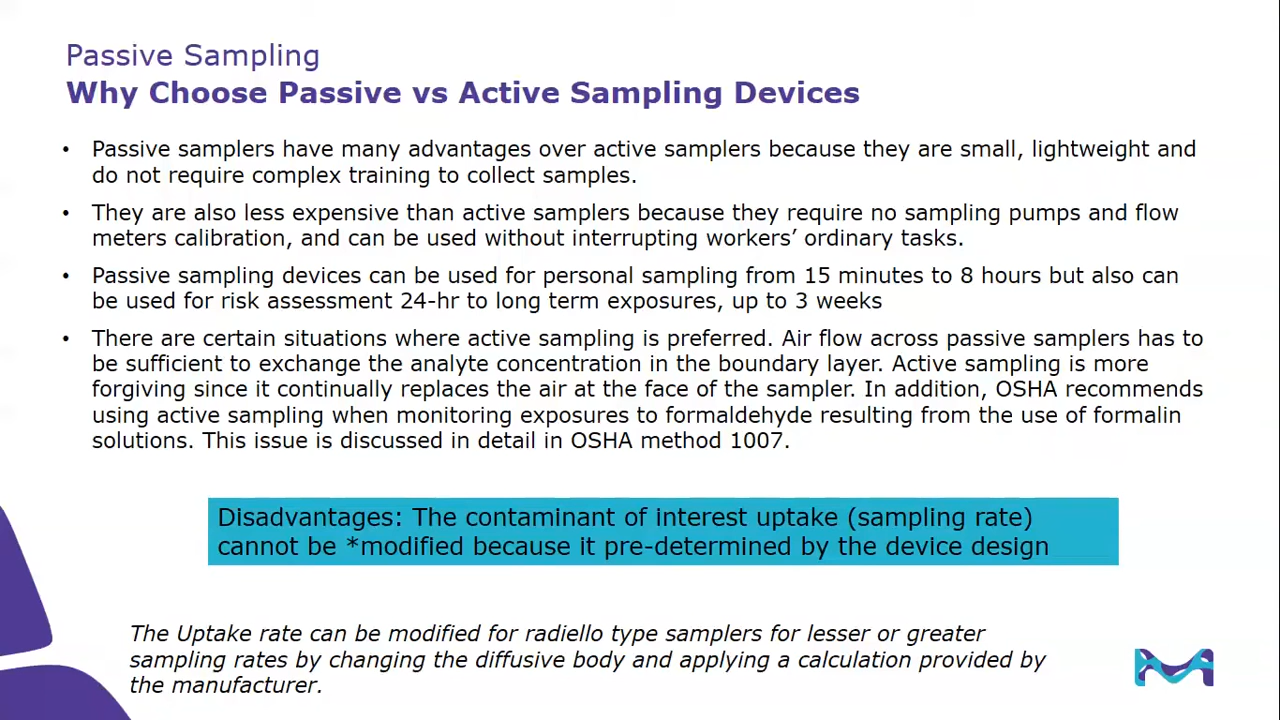 Passive Sampling
Why Choose Passive vs Active Sampling Devices
• Passive samplers have many advantages over active samplers because they are small, lightweight and
do not require complex training to collect samples.
• They are also less expensive than active samplers because they require no sampling pumps and flow
meters calibration, and can be used without interrupting workers’ ordinary tasks.
• Passive sampling devices can be used for personal sampling from 15 minutes to 8 hours but also can
be used for risk assessment 24-hr to long term exposures, up to 3 weeks
• There are certain situations where active sampling is preferred. Air flow across passive samplers has to
be sufficient to exchange the analyte concentration in the boundary layer. Active sampling is more
forgiving since it continually replaces the air at the face of the sampler. In addition, OSHA recommends
using active sampling when monitoring exposures to formaldehyde resulting from the use of formalin
solutions. This issue is discussed in detail in OSHA method 1007.
Disadvantages: The contaminant of interest uptake (sampling rate)
cannot be *modified because it pre-determined by the device design
The Uptake rate can be modified for radiello type samplers for lesser or greater
sampling rates by changing the diffusive body and applying a calculation provided by
the manufacturer.